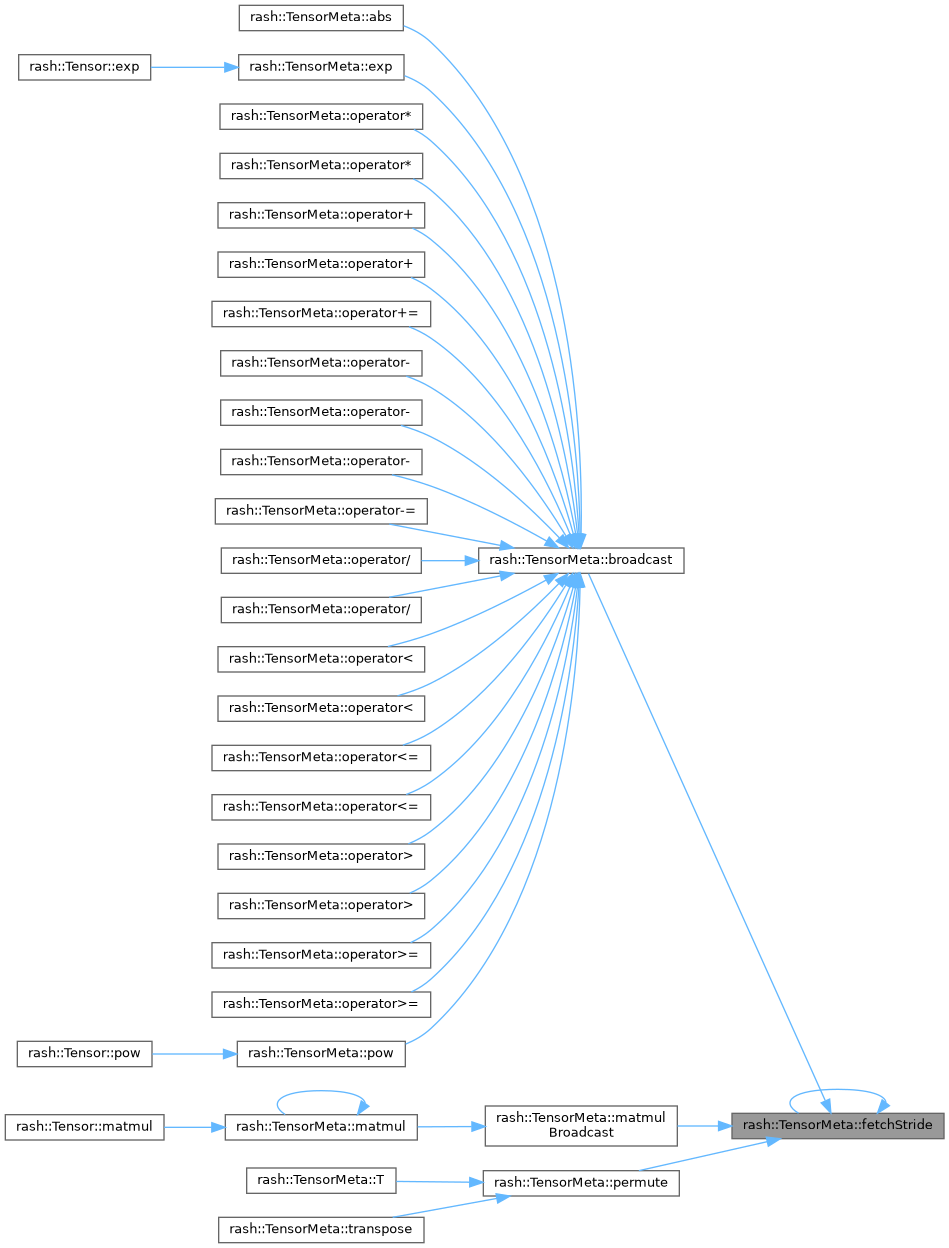 rash::TensorMeta::abs
rash::Tensor::exp
rash::TensorMeta::exp
rash::TensorMeta::operator*
rash::TensorMeta::operator*
rash::TensorMeta::operator+
rash::TensorMeta::operator+
rash::TensorMeta::operator+=
rash::TensorMeta::operator-
rash::TensorMeta::operator-
rash::TensorMeta::operator-
rash::TensorMeta::operator-=
rash::TensorMeta::operator/
rash::TensorMeta::broadcast
rash::TensorMeta::operator/
rash::TensorMeta::operator<
rash::TensorMeta::operator<
rash::TensorMeta::operator<=
rash::TensorMeta::operator<=
rash::TensorMeta::operator>
rash::TensorMeta::operator>
rash::TensorMeta::operator>=
rash::TensorMeta::operator>=
rash::Tensor::pow
rash::TensorMeta::pow
rash::Tensor::matmul
rash::TensorMeta::matmul
rash::TensorMeta::matmul
Broadcast
rash::TensorMeta::fetchStride
rash::TensorMeta::T
rash::TensorMeta::permute
rash::TensorMeta::transpose